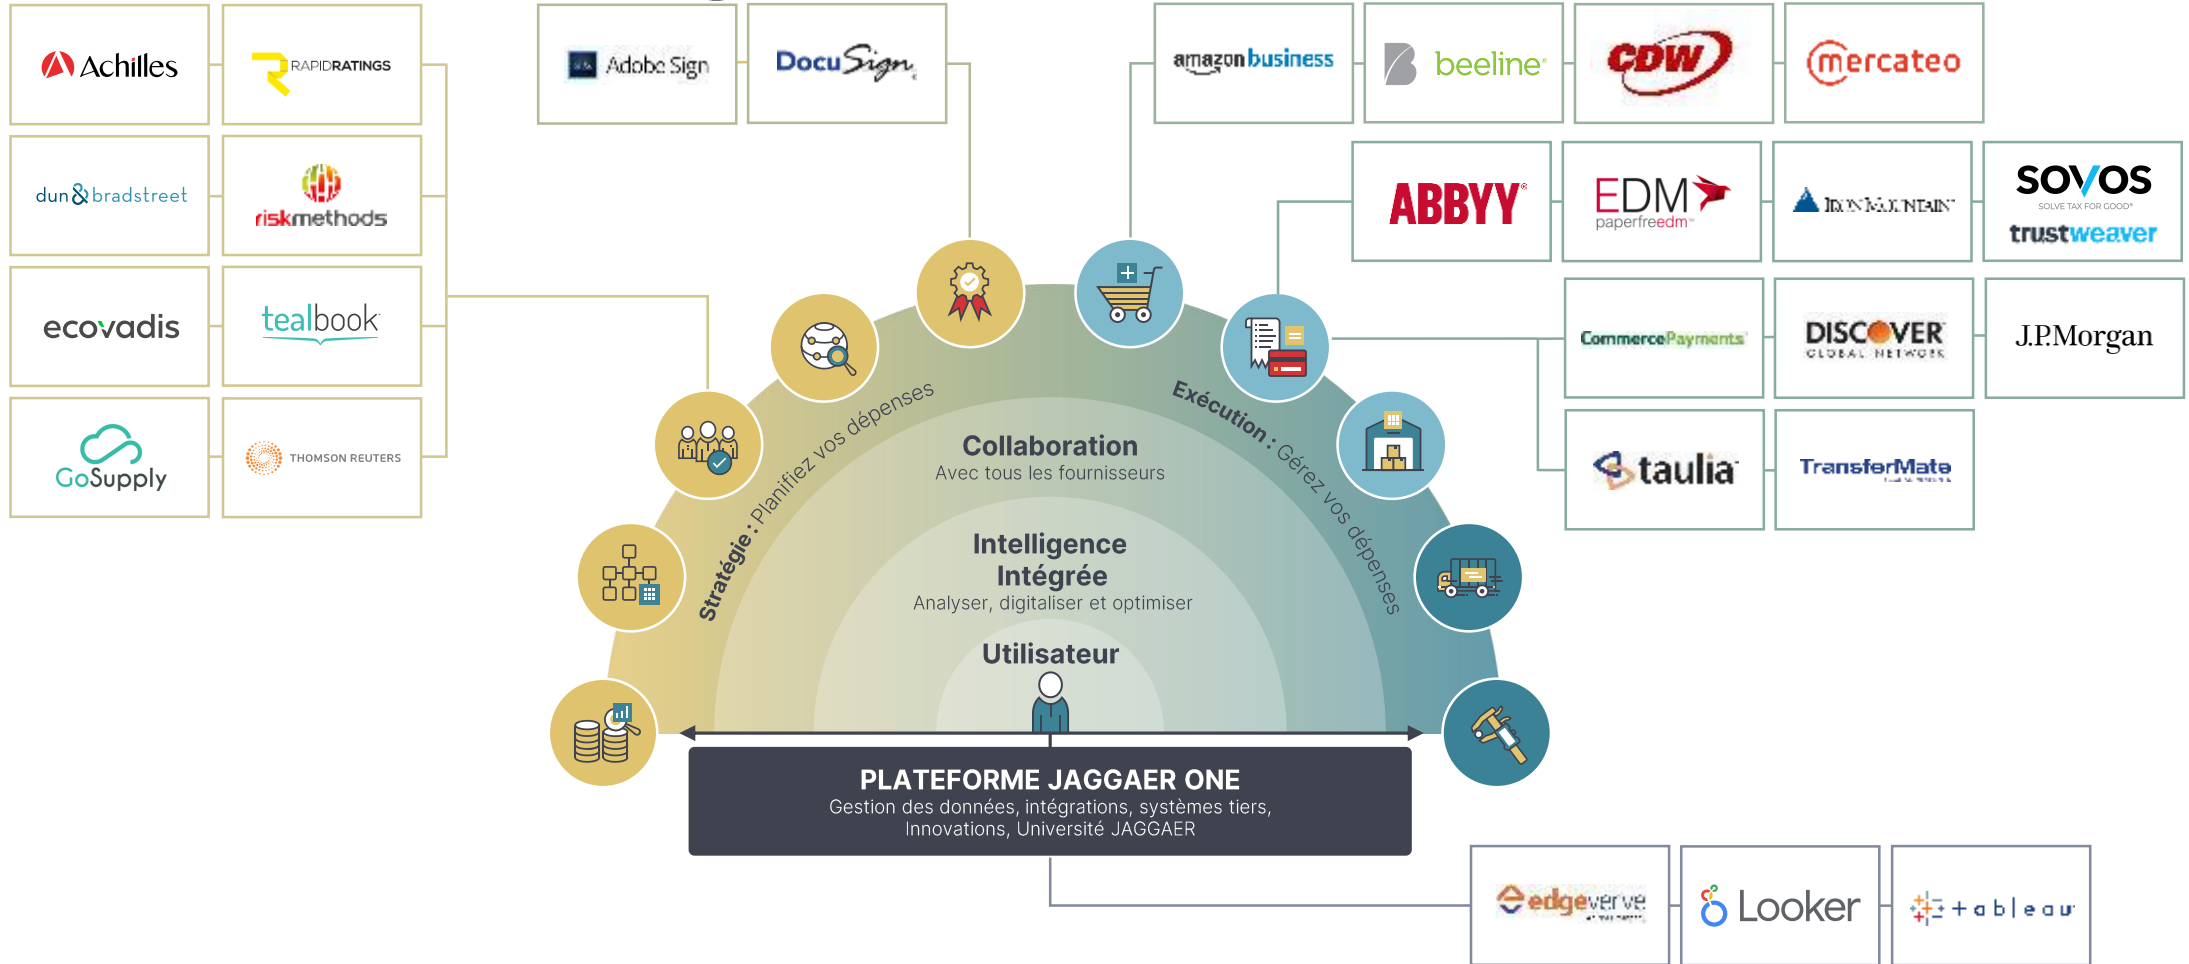 Achilles
RAPIDRATINGS
Adobe Sign
DocuSign
amazon business
beeline
CDW
mercateo
dun & bradstreet
riskmethods
ABBYY
EDM
paperfreedm
IRON MOUNTAIN
SOVOS
SOLVE TAX FOR GOOD
trustweaver
ecovadis
tealbook
CommercePayments
DISCOVER
GLOBAL NETWORK
J.P.Morgan
GoSupply
THOMSON REUTERS
taulia
TransferMate
Stratégie : Planifiez vos dépenses
Exécution : Gérez vos dépenses
Collaboration
Avec tous les fournisseurs
Intelligence
Intégrée
Analyser, digitaliser et optimiser
Utilisateur
PLATEFORME JAGGAER ONE
Gestion des données, intégrations, systèmes tiers,
Innovations, Université JAGGAER
edgeverve
Looker
+ableau